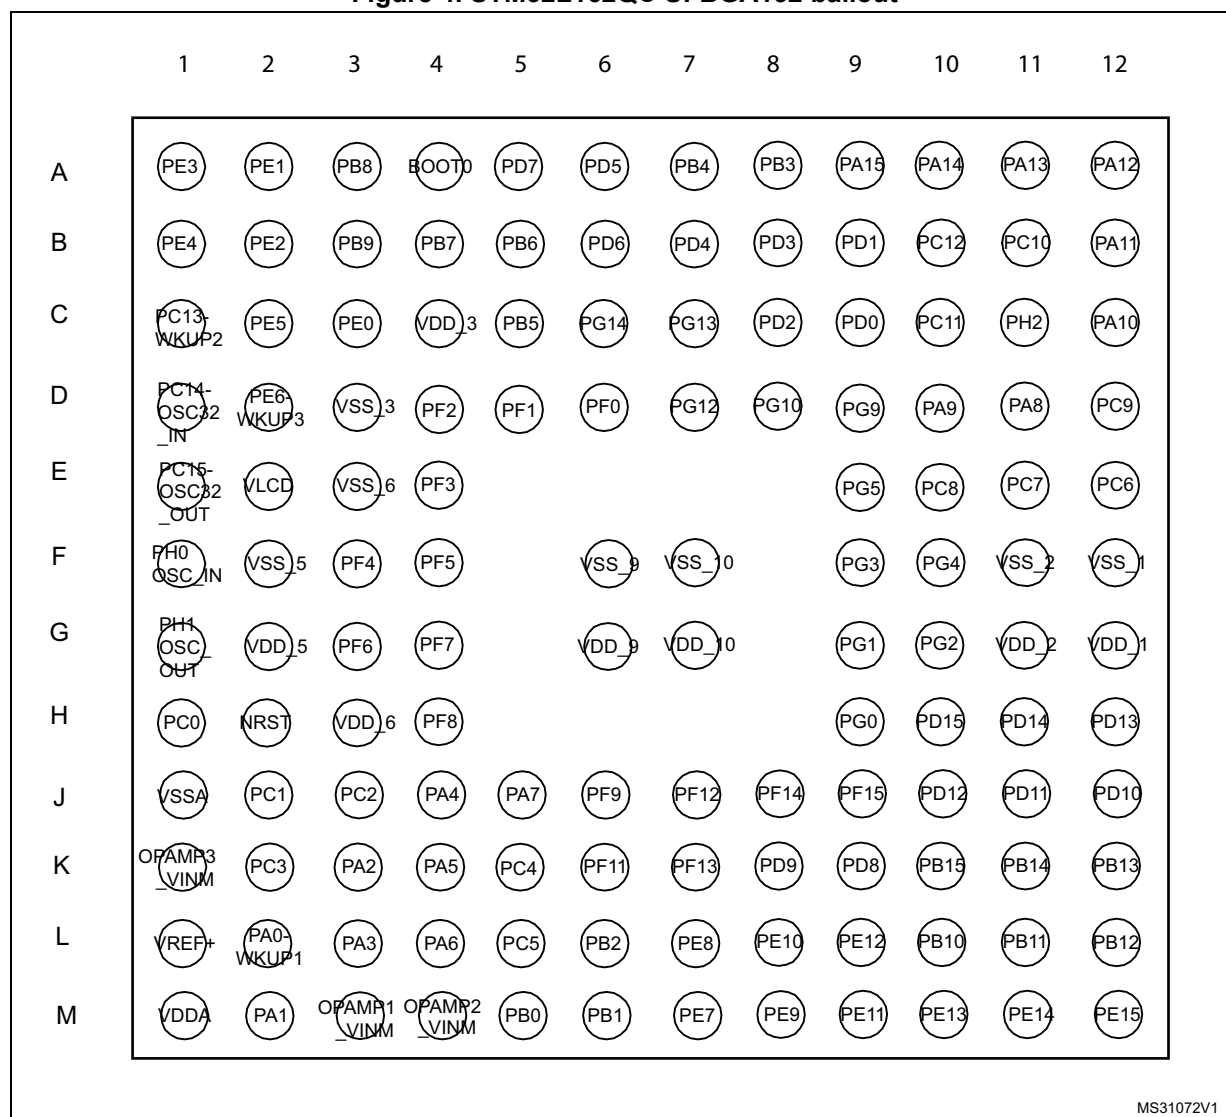 1 2 3 4 5 6 7 8 9 10 11 12
A PE3 PE1 PB8 BOOT0 PD7 PD5 PB4 PB3 PA15 PA14 PA13 PA12
B PE4 PE2 PB9 PB7 PB6 PD6 PD4 PD3 PD1 PC12 PC10 PA11
C PC13-WKUP2 PE5 PE0 VDD_3 PB5 PG14 PG13 PD2 PD0 PC11 PH2 PA10
D PC14-OSC32_IN PE6-WKUP3 VSS_3 PF2 PF1 PF0 PG12 PG10 PG9 PA9 PA8 PC9
E PC15-OSC32_OUT VLCD VSS_6 PF3 PG5 PC8 PC7 PC6
F PH0 OSC_IN VSS_5 PF4 PF5 VSS_9 VSS_10 PG3 PG4 VSS_2 VSS_1
G PH1 OSC_OUT VDD_5 PF6 PF7 VDD_9 VDD_10 PG1 PG2 VDD_2 VDD_1
H PC0 NRST VDD_6 PF8 PG0 PD15 PD14 PD13
J VSSA PC1 PC2 PA4 PA7 PF9 PF12 PF14 PF15 PD12 PD11 PD10
K OPAMP3_VINM PC3 PA2 PA5 PC4 PF11 PF13 PD9 PD8 PB15 PB14 PB13
L VREF+ PA0-WKUP1 PA3 PA6 PC5 PB2 PE8 PE10 PE12 PB10 PB11 PB12
M VDDA PA1 OPAMP1_VINM OPAMP2_VINM PB0 PB1 PE7 PE9 PE11 PE13 PE14 PE15
MS31072V1